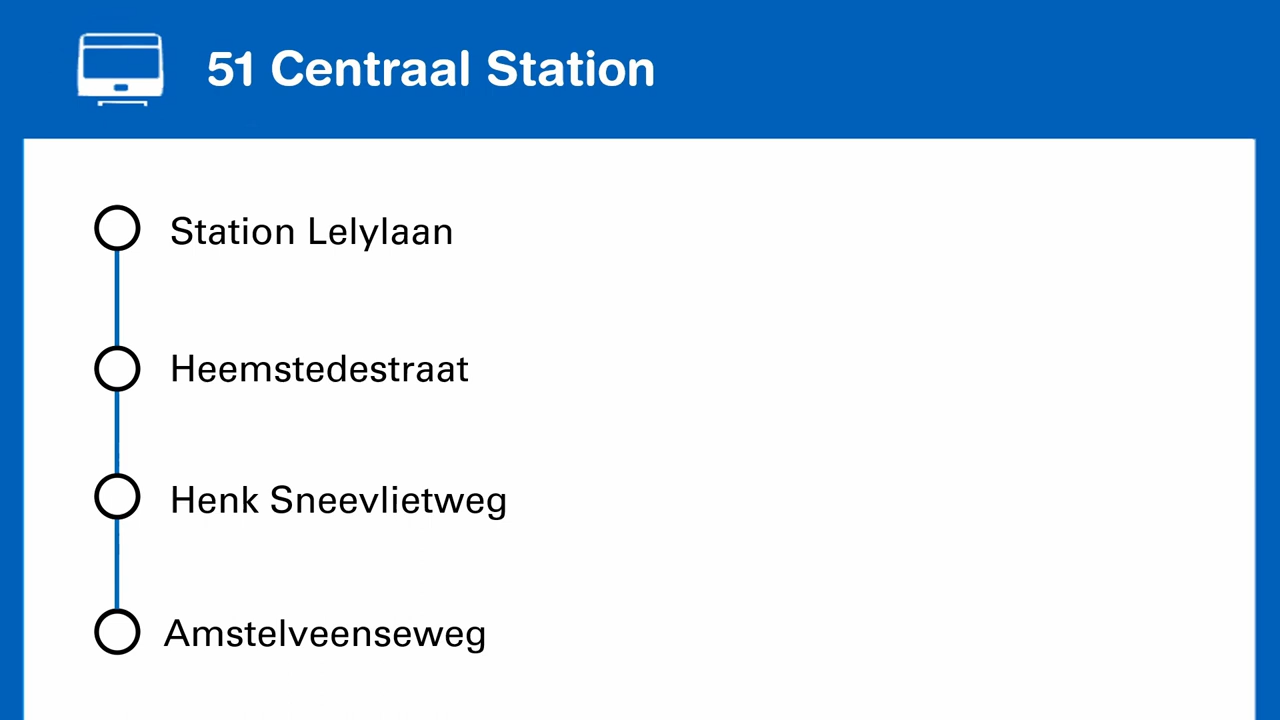 51 Centraal Station
Station Lelylaan
Heemstedestraat
Henk Sneevlietweg
Amstelveenseweg